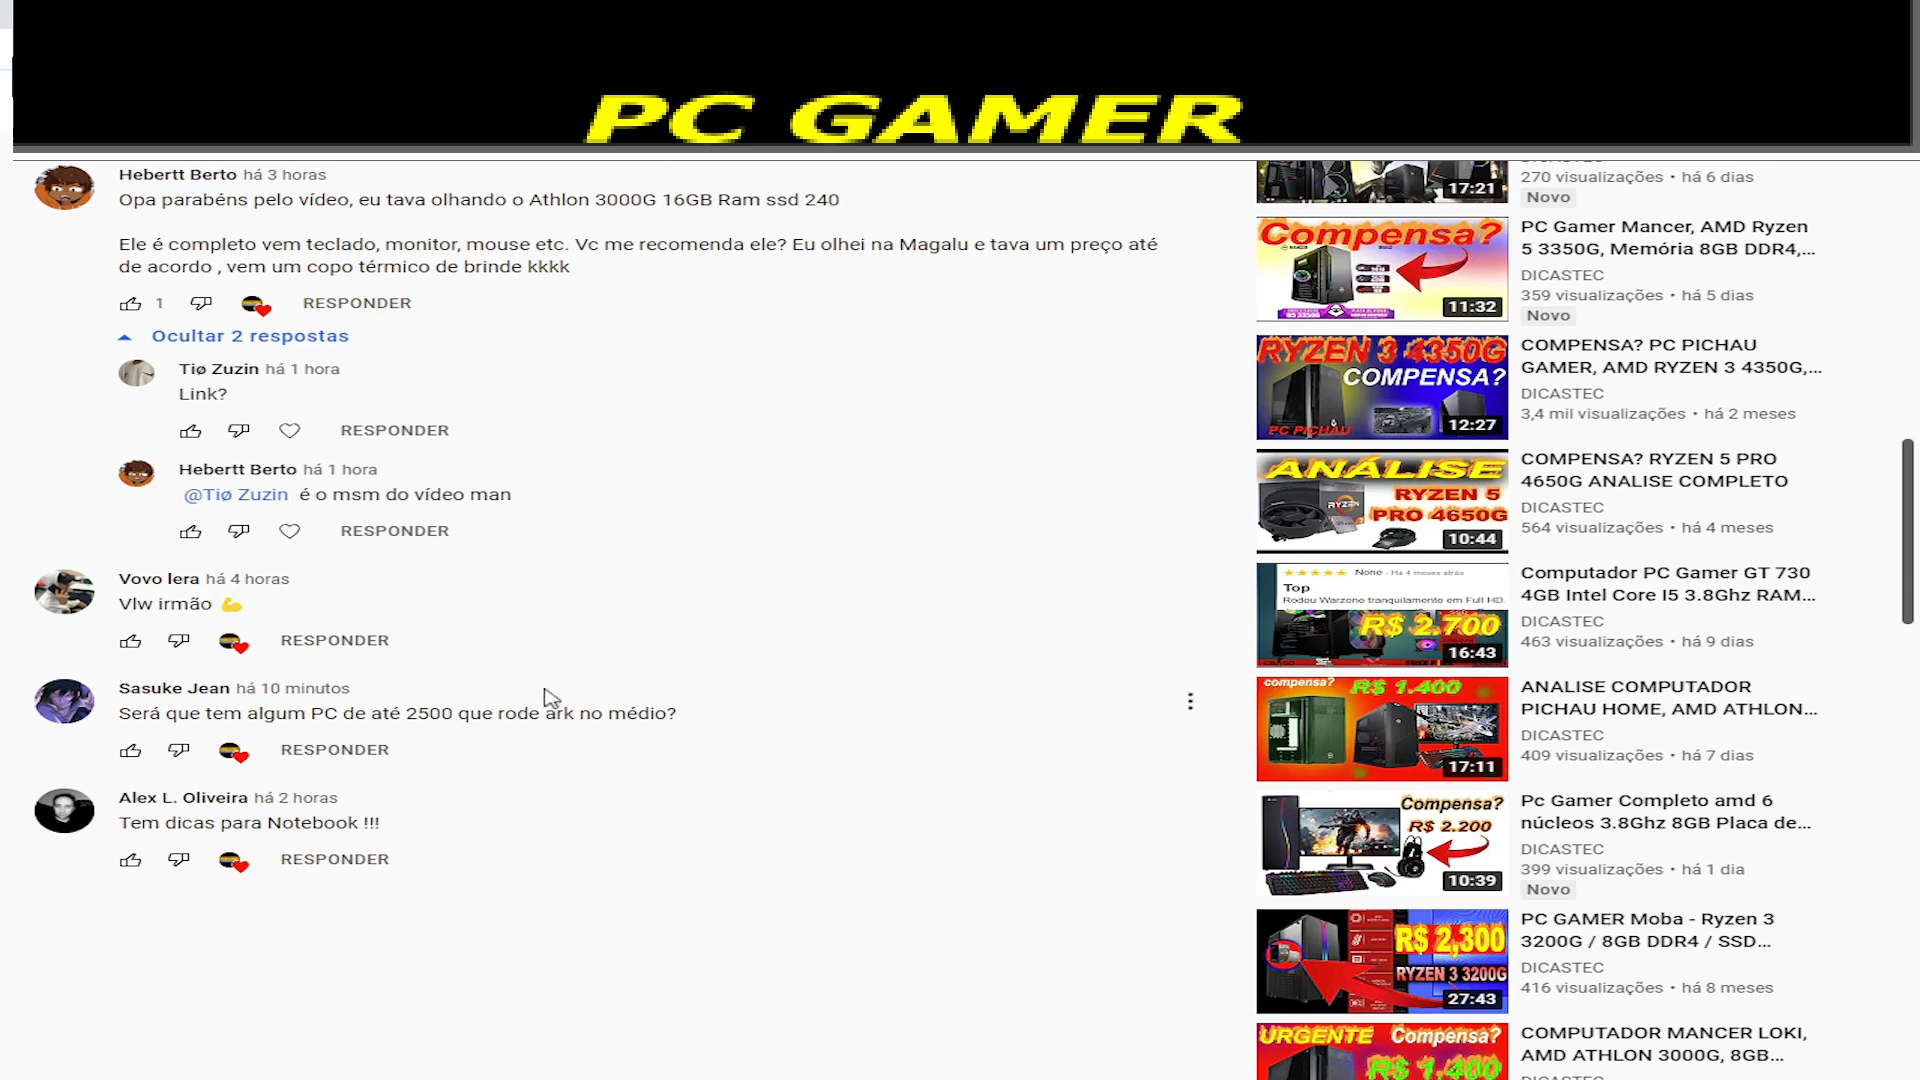 PC GAMER
Hebertt Berto há 3 horas
Opa parabéns pelo vídeo, eu tava olhando o Athlon 3000G 16GB Ram ssd 240
Ele é completo vem teclado, monitor, mouse etc. Vc me recomenda ele? Eu olhei na Magalu e tava um preço até
de acordo , vem um copo térmico de brinde kkkk
1
RESPONDER
Ocultar 2 respostas
Tiø Zuzin há 1 hora
Link?
RESPONDER
Hebertt Berto há 1 hora
@Tiø Zuzin é o msm do vídeo man
RESPONDER
Vovo lera há 4 horas
Vlw irmão 💪
RESPONDER
Sasuke Jean há 10 minutos
Será que tem algum PC de até 2500 que rode ark no médio?
RESPONDER
Alex L. Oliveira há 2 horas
Tem dicas para Notebook !!!
RESPONDER
17:21
270 visualizações • há 6 dias
Novo
Compensa?
11:32
PC Gamer Mancer, AMD Ryzen
5 3350G, Memória 8GB DDR4,...
DICASTEC
359 visualizações • há 5 dias
Novo
RYZEN 3 4350G
COMPENSA?
PC PICHAU
12:27
COMPENSA? PC PICHAU
GAMER, AMD RYZEN 3 4350G,...
DICASTEC
3,4 mil visualizações • há 2 meses
ANÁLISE
RYZEN
RYZEN 5
PRO 4650G
10:44
COMPENSA? RYZEN 5 PRO
4650G ANALISE COMPLETO
DICASTEC
564 visualizações • há 4 meses
★★★★★ None - Há 4 meses atrás
Top
Rodou Warzone tranquilamente em Full HD.
R$ 2.700
16:43
Computador PC Gamer GT 730
4GB Intel Core I5 3.8Ghz RAM...
DICASTEC
463 visualizações • há 9 dias
compensa? R$ 1.400
17:11
ANALISE COMPUTADOR
PICHAU HOME, AMD ATHLON...
DICASTEC
409 visualizações • há 7 dias
Compensa?
R$ 2.200
10:39
Pc Gamer Completo amd 6
núcleos 3.8Ghz 8GB Placa de...
DICASTEC
399 visualizações • há 1 dia
Novo
R$ 2,300
RYZEN 3 3200G
27:43
PC GAMER Moba - Ryzen 3
3200G / 8GB DDR4 / SSD...
DICASTEC
416 visualizações • há 8 meses
URGENTE Compensa?
R$ 1.400
COMPUTADOR MANCER LOKI,
AMD ATHLON 3000G, 8GB...